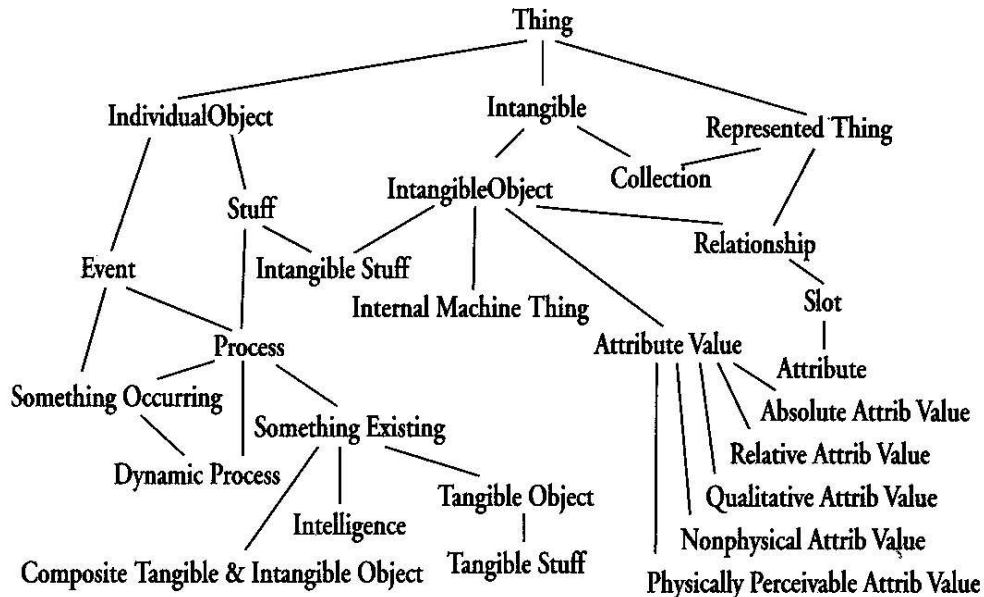 Thing
IndividualObject
Intangible
Represented Thing
Collection
IntangibleObject
Stuff
Relationship
Event
Intangible Stuff
Internal Machine Thing
Slot
Process
Attribute Value
Attribute
Something Occurring
Absolute Attrib Value
Something Existing
Relative Attrib Value
Dynamic Process
Tangible Object
Qualitative Attrib Value
Intelligence
Nonphysical Attrib Value
Composite Tangible & Intangible Object
Tangible Stuff
Physically Perceivable Attrib Value